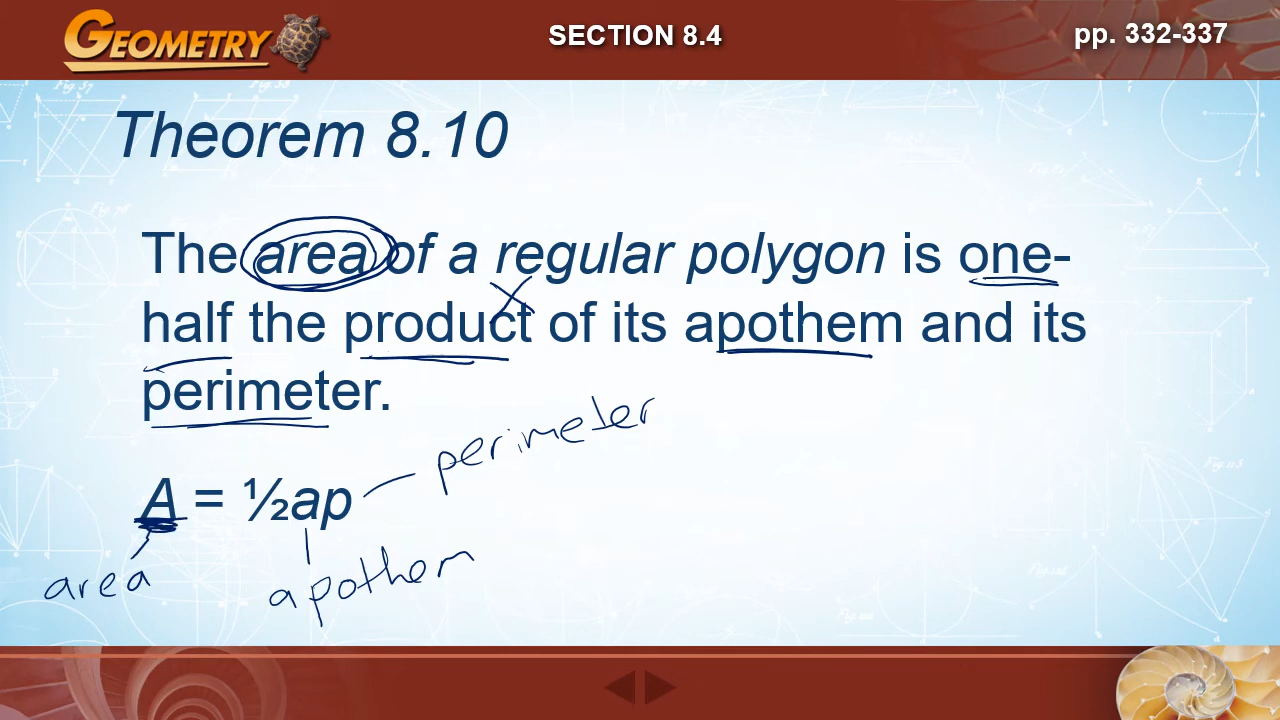 GEOMETRY
SECTION 8.4
pp. 332-337
Theorem 8.10
The area of a regular polygon is one-
half the product of its apothem and its
perimeter.
perimeter
A = ½ap
area
apothem